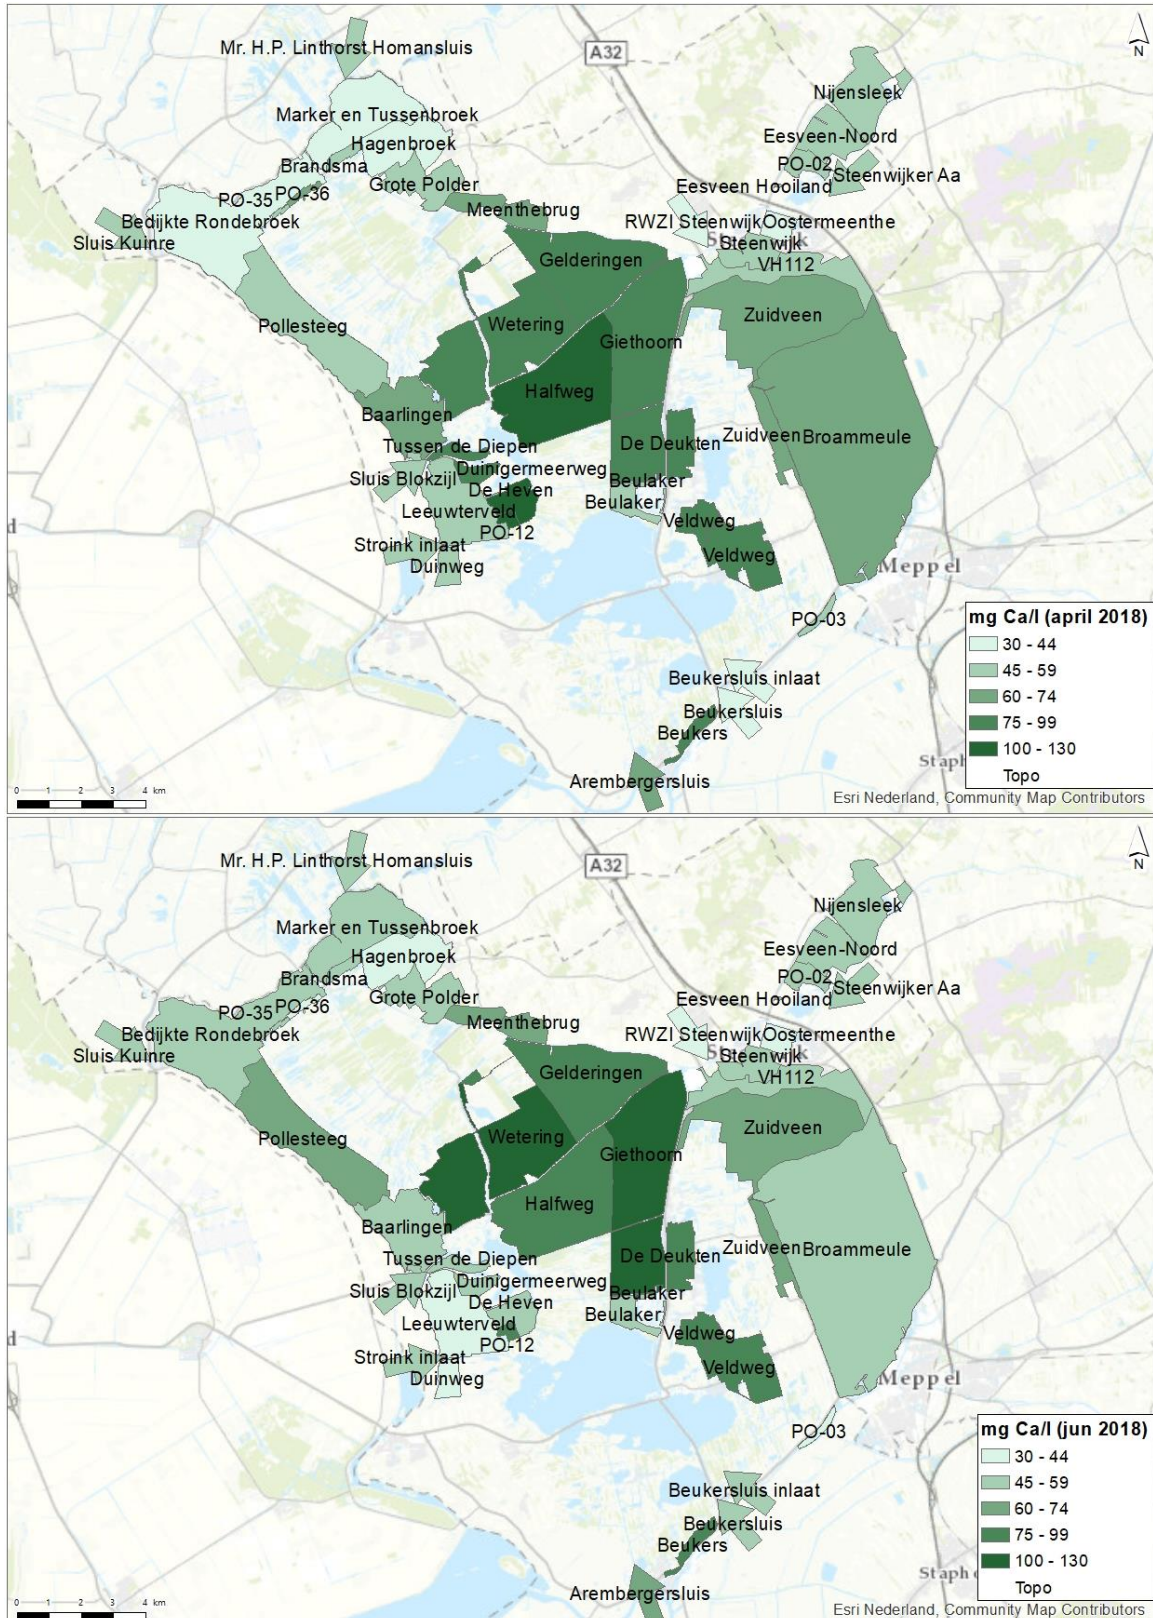 Mr. H.P. Linthorst Homansluis
A32
N
Nijensleek
Marker en Tussenbroek
Hagenbroek
Eesveen-Noord
Brandsma
PO-02
Steenwijker Aa
Grote Polder
Eesveen Hooiland
PO-35
PO-36
Meenthebrug
Bedijkte Rondebroek
RWZI Steenwijk
Oostermeenthe
Sluis Kuinre
Steenwijk
Gelderingen
VH112
Pollesteeg
Wetering
Zuidveen
Giethoorn
Halfweg
Baarlingen
Zuidveen
Broammeule
Tussen de Diepen
De Deukten
Sluis Blokzijl
Duinigermeerweg
De Heven
Beulaker
Beulaker
Leeuwterveld
PO-12
Veldweg
Stroink inlaat
Veldweg
Duinweg
Meppel
PO-03
mg Ca/l (april 2018)
30 - 44
45 - 59
60 - 74
75 - 99
100 - 130
Topo
Beukersluis inlaat
Beukersluis
Beukers
Staph
Arembergersluis
0 1 2 3 4 km
Esri Nederland, Community Map Contributors
Mr. H.P. Linthorst Homansluis
A32
N
Nijensleek
Marker en Tussenbroek
Hagenbroek
Eesveen-Noord
Brandsma
PO-02
Steenwijker Aa
Grote Polder
Eesveen Hooiland
PO-35
PO-36
Meenthebrug
Bedijkte Rondebroek
RWZI Steenwijk
Oostermeenthe
Sluis Kuinre
Steenwijk
Gelderingen
VH112
Pollesteeg
Wetering
Zuidveen
Giethoorn
Halfweg
Baarlingen
Zuidveen
Broammeule
Tussen de Diepen
De Deukten
Sluis Blokzijl
Duinigermeerweg
De Heven
Beulaker
Beulaker
Leeuwterveld
PO-12
Veldweg
Stroink inlaat
Veldweg
Duinweg
Meppel
PO-03
mg Ca/l (jun 2018)
30 - 44
45 - 59
60 - 74
75 - 99
100 - 130
Topo
Beukersluis inlaat
Beukersluis
Beukers
Staph
Arembergersluis
0 1 2 3 4 km
Esri Nederland, Community Map Contributors